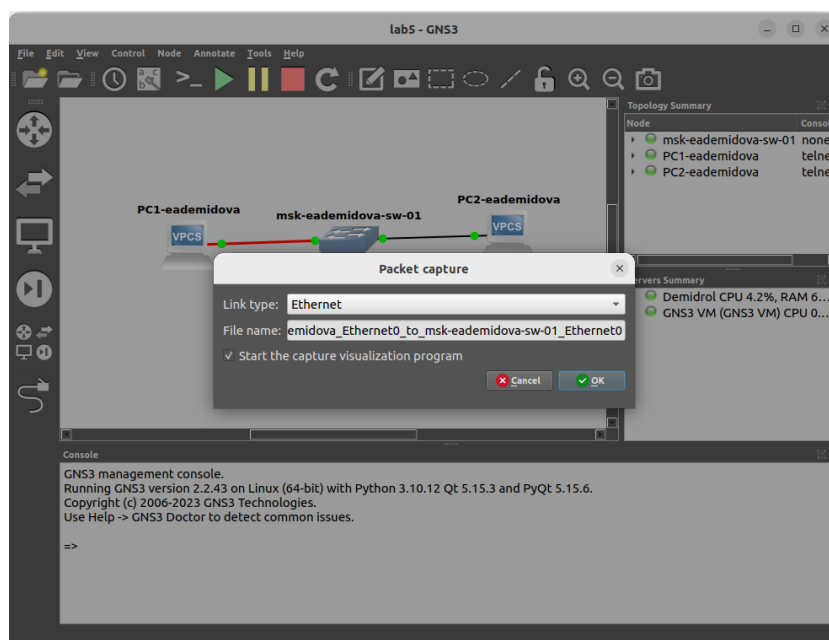 lab5 - GNS3
File Edit View Control Node Annotate Tools Help
Topology Summary
Node Consol
msk-eademidova-sw-01 none
PC1-eademidova telne
PC2-eademidova telne
PC1-eademidova
msk-eademidova-sw-01
PC2-eademidova
VPCS
VPCS
Packet capture
Link type: Ethernet
File name: emidova_Ethernet0_to_msk-eademidova-sw-01_Ethernet0
Start the capture visualization program
Cancel OK
ervers Summary
Demidrol CPU 4.2%, RAM 6...
GNS3 VM (GNS3 VM) CPU 0...
Console
GNS3 management console.
Running GNS3 version 2.2.43 on Linux (64-bit) with Python 3.10.12 Qt 5.15.3 and PyQt 5.15.6.
Copyright (c) 2006-2023 GNS3 Technologies.
Use Help -> GNS3 Doctor to detect common issues.
=>